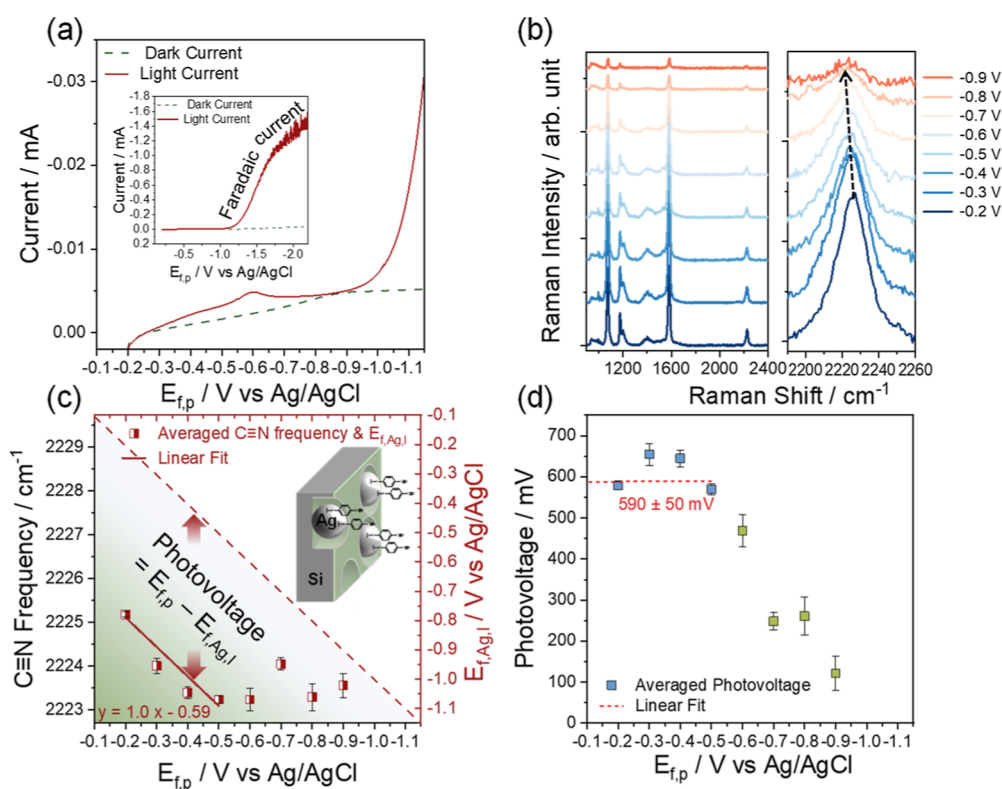 (a)
Dark Current
Light Current
-0.03
-0.02
-0.01
0.00
Current / mA
-1.8
-1.6
-1.4
-1.2
-1.0
-0.8
-0.6
-0.4
-0.2
0.0
0.2
Current / mA
Dark Current
Light Current
Faradaic current
-0.5 -1.0 -1.5 -2.0
E_f,p / V vs Ag/AgCl
-0.1 -0.2 -0.3 -0.4 -0.5 -0.6 -0.7 -0.8 -0.9 -1.0 -1.1
E_f,p / V vs Ag/AgCl
(b)
Raman Intensity / arb. unit
1200 1600 2000 2400
2220 2240 2260
Raman Shift / cm⁻¹
-0.9 V
-0.8 V
-0.7 V
-0.6 V
-0.5 V
-0.4 V
-0.3 V
-0.2 V
(c)
C≡N Frequency / cm⁻¹
2229
2228
2227
2226
2225
2224
2223
Averaged C≡N frequency & E_f,Ag,l
Linear Fit
Photovoltage
= E_f,p − E_f,Ag,l
Ag
Si
y = 1.0 x - 0.59
-0.1
-0.2
-0.3
-0.4
-0.5
-0.6
-0.7
-0.8
-0.9
-1.0
-1.1
E_f,Ag,l / V vs Ag/AgCl
-0.1 -0.2 -0.3 -0.4 -0.5 -0.6 -0.7 -0.8 -0.9 -1.0 -1.1
E_f,p / V vs Ag/AgCl
(d)
Photovoltage / mV
700
600
500
400
300
200
100
0
590 ± 50 mV
Averaged Photovoltage
Linear Fit
-0.1 -0.2 -0.3 -0.4 -0.5 -0.6 -0.7 -0.8 -0.9 -1.0 -1.1
E_f,p / V vs Ag/AgCl